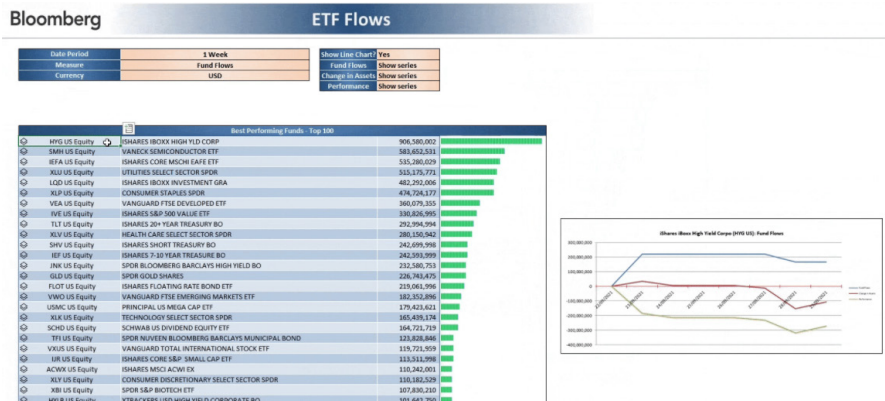 Bloomberg
ETF Flows
Date Period 1 Week
Measure Fund Flows
Currency USD
Show Line Chart? Yes
Fund Flows Show series
Change in Assets Show series
Performance Show series
Best Performing Funds - Top 100
HYG US Equity ISHARES IBOXX HIGH YLD CORP 906,580,002
SMH US Equity VANECK SEMICONDUCTOR ETF 583,652,531
IEFA US Equity ISHARES CORE MSCHI EAFE ETF 535,280,029
XLU US Equity UTILITIES SELECT SECTOR SPDR 515,175,771
LQD US Equity ISHARES IBOXX INVESTMENT GRA 482,292,006
XLP US Equity CONSUMER STAPLES SPDR 474,724,177
VEA US Equity VANGUARD FTSE DEVELOPED ETF 360,079,355
IVE US Equity ISHARES S&P 500 VALUE ETF 330,826,995
TLT US Equity ISHARES 20+ YEAR TREASURY BO 292,994,994
XLV US Equity HEALTH CARE SELECT SECTOR SPDR 280,150,942
SHV US Equity ISHARES SHORT TREASURY BO 242,699,998
IEF US Equity ISHARES 7-10 YEAR TREASURE BO 242,593,999
JNK US Equity SPDR BLOOMBERG BARCLAYS HIGH YIELD BO 232,580,753
GLD US Equity SPDR GOLD SHARES 226,743,475
FLOT US Equity ISHARES FLOATING RATE BOND ETF 219,061,996
VWO US Equity VANGUARD FTSE EMERGING MARKETS ETF 182,352,896
USMC US Equity PRINCIPAL US MEGA CAP ETF 179,423,621
XLK US Equity TECHNOLOGY SELECT SECTOR SPDR 165,439,174
SCHD US Equity SCHWAB US DIVIDEND EQUITY ETF 164,721,719
TFI US Equity SPDR NUVEEN BLOOMBERG BARCLAYS MUNICIPAL BOND 123,828,846
VXUS US Equity VANGUARD TOTAL INTERNATIONAL STOCK ETF 119,721,959
IJR US Equity ISHARES CORE S&P SMALL CAP ETF 113,511,998
ACWX US Equity ISHARES MSCI ACWI EX 110,242,001
XLY US Equity CONSUMER DISCRETIONARY SELECT SECTOR SPDR 110,182,529
XBI US Equity SPDR S&P BIOTECH ETF 107,830,210
HYLB US Equity XTRACKERS USD HIGH YIELD CORPORATE BO 101,642,750
iShares iBoxx High Yield Corpo (HYG US): Fund Flows
300,000,000
200,000,000
100,000,000
0
-100,000,000
-200,000,000
-300,000,000
-400,000,000